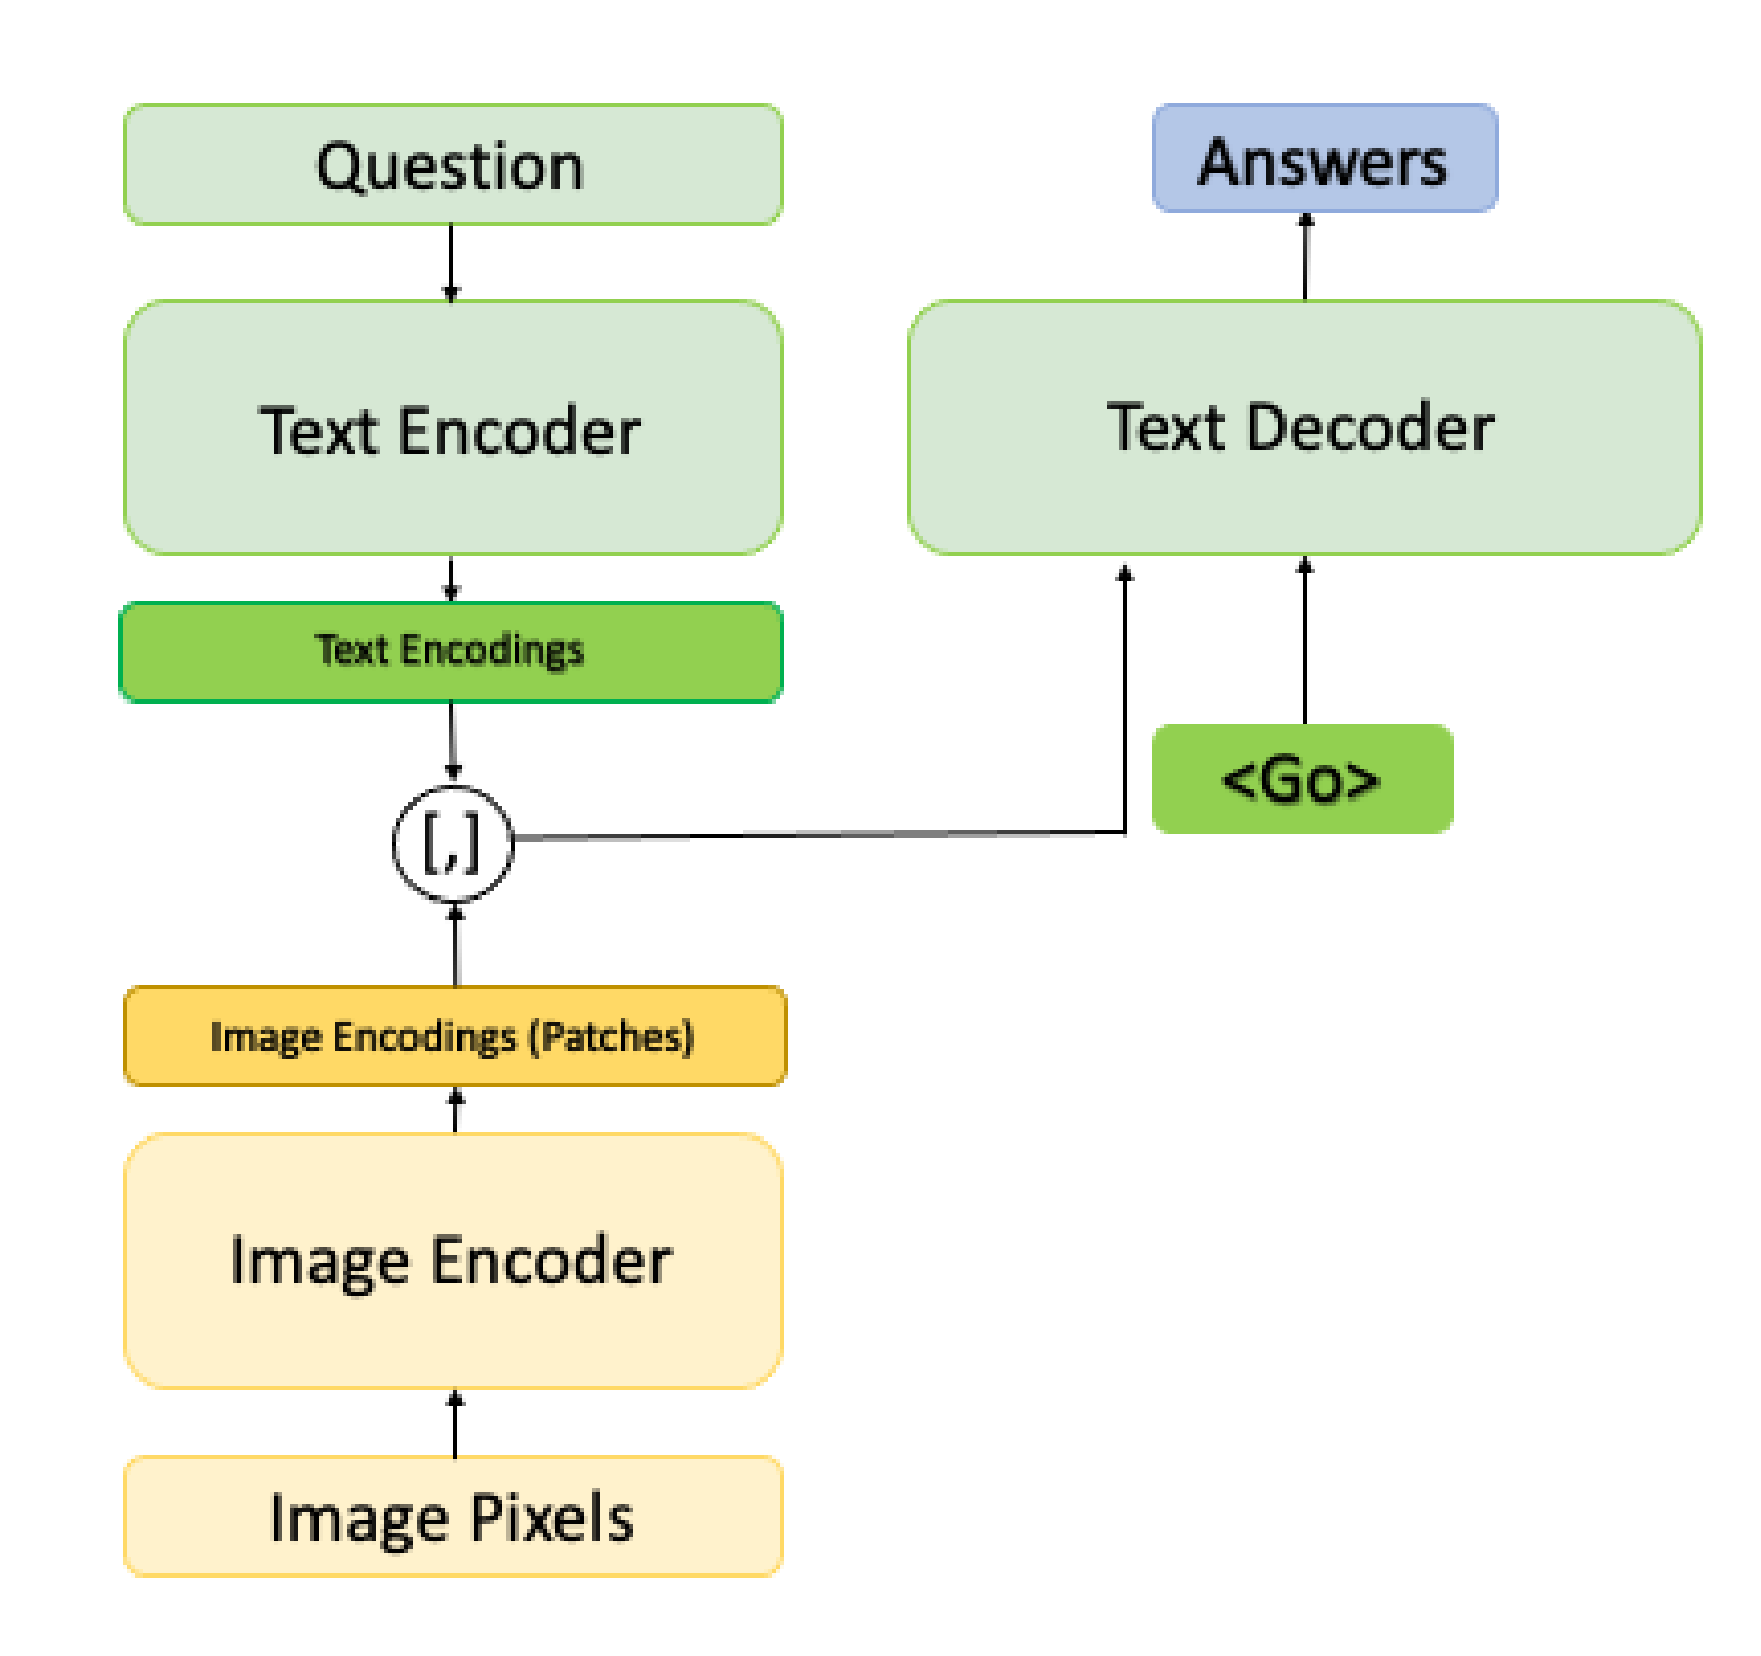 Question
Text Encoder
Text Encodings
[,]
Image Encodings (Patches)
Image Encoder
Image Pixels
Answers
Text Decoder
<Go>